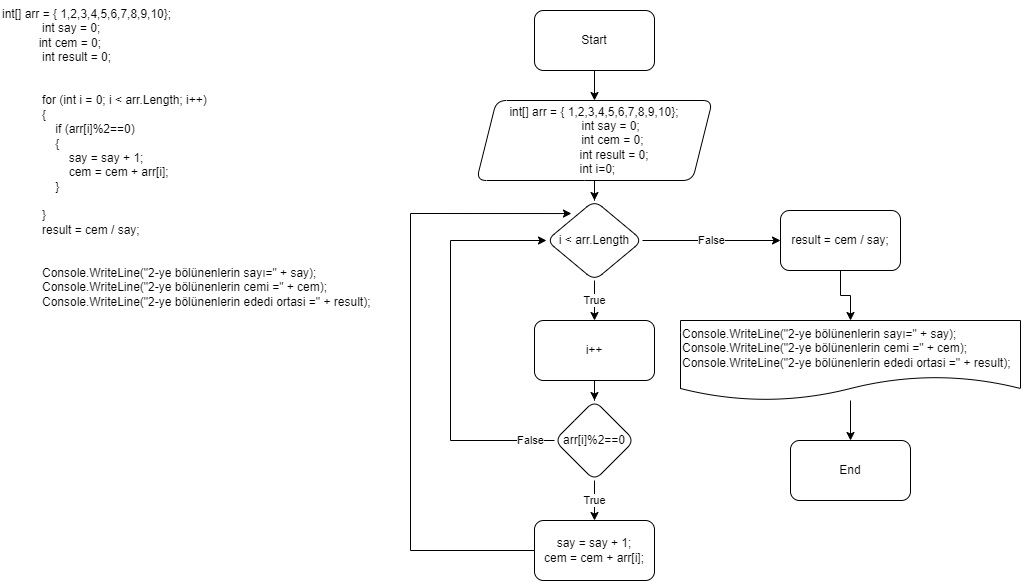 int[] arr = { 1,2,3,4,5,6,7,8,9,10};
int say = 0;
int cem = 0;
int result = 0;
for (int i = 0; i < arr.Length; i++)
{
if (arr[i]%2==0)
{
say = say + 1;
cem = cem + arr[i];
}
}
result = cem / say;
Console.WriteLine("2-ye bölünenlerin sayı=" + say);
Console.WriteLine("2-ye bölünenlerin cemi =" + cem);
Console.WriteLine("2-ye bölünenlerin ededi ortasi =" + result);
Start
int[] arr = { 1,2,3,4,5,6,7,8,9,10};
int say = 0;
int cem = 0;
int result = 0;
int i=0;
i < arr.Length
False
result = cem / say;
True
i++
Console.WriteLine("2-ye bölünenlerin sayı=" + say);
Console.WriteLine("2-ye bölünenlerin cemi =" + cem);
Console.WriteLine("2-ye bölünenlerin ededi ortasi =" + result);
False
arr[i]%2==0
End
True
say = say + 1;
cem = cem + arr[i];